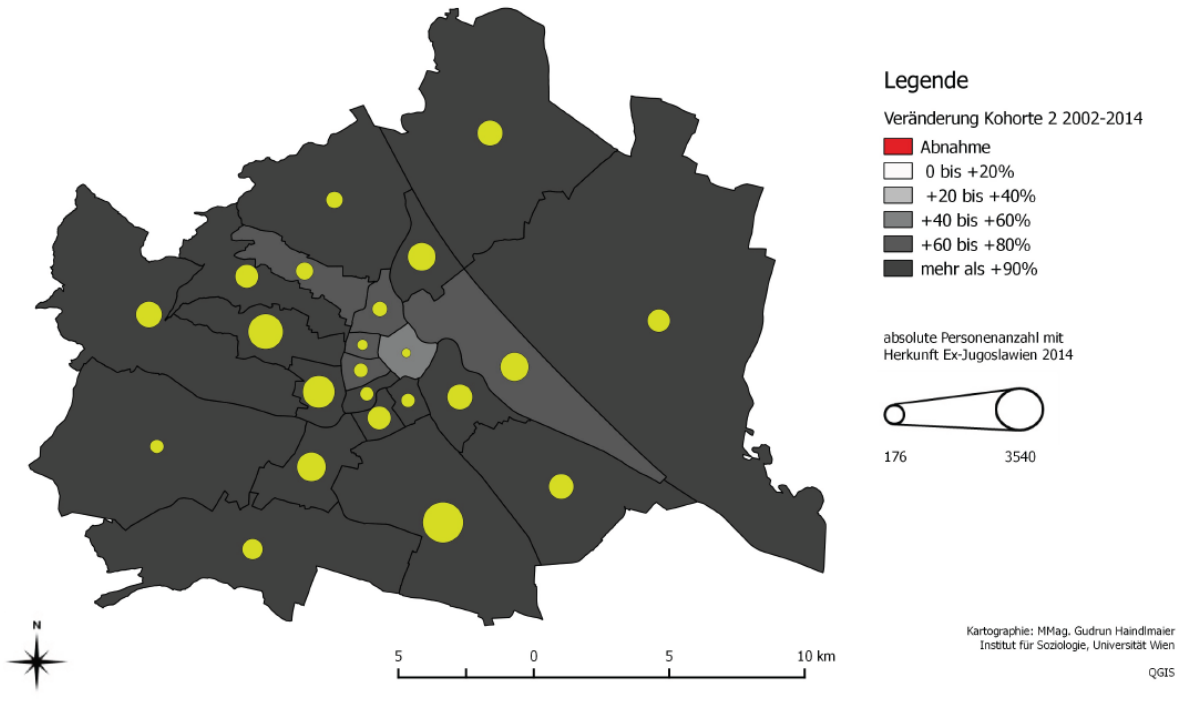 Legende
Veränderung Kohorte 2 2002-2014
Abnahme
0 bis +20%
+20 bis +40%
+40 bis +60%
+60 bis +80%
mehr als +90%
absolute Personenanzahl mit
Herkunft Ex-Jugoslawien 2014
176 3540
N
5 0 5 10 km
Kartographie: MMag. Gudrun Haindlmaier
Institut für Soziologie, Universität Wien
QGIS